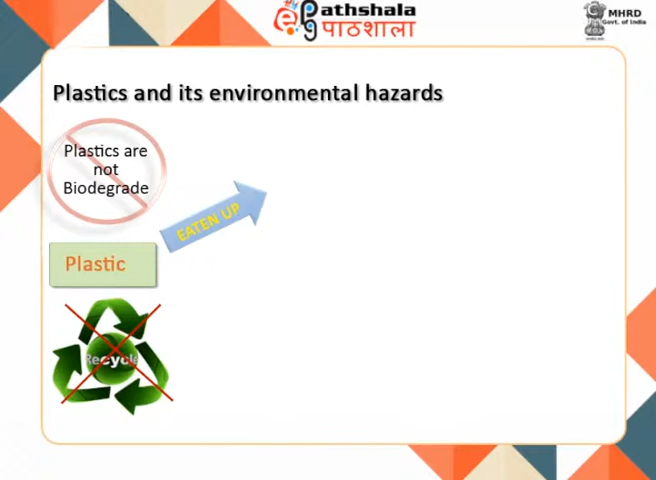 Pathshala
पाठशाला
MHRD
Govt. of India
Plastics and its environmental hazards
Plastics are
not
Biodegrade
EATEN UP
Plastic
Recycle